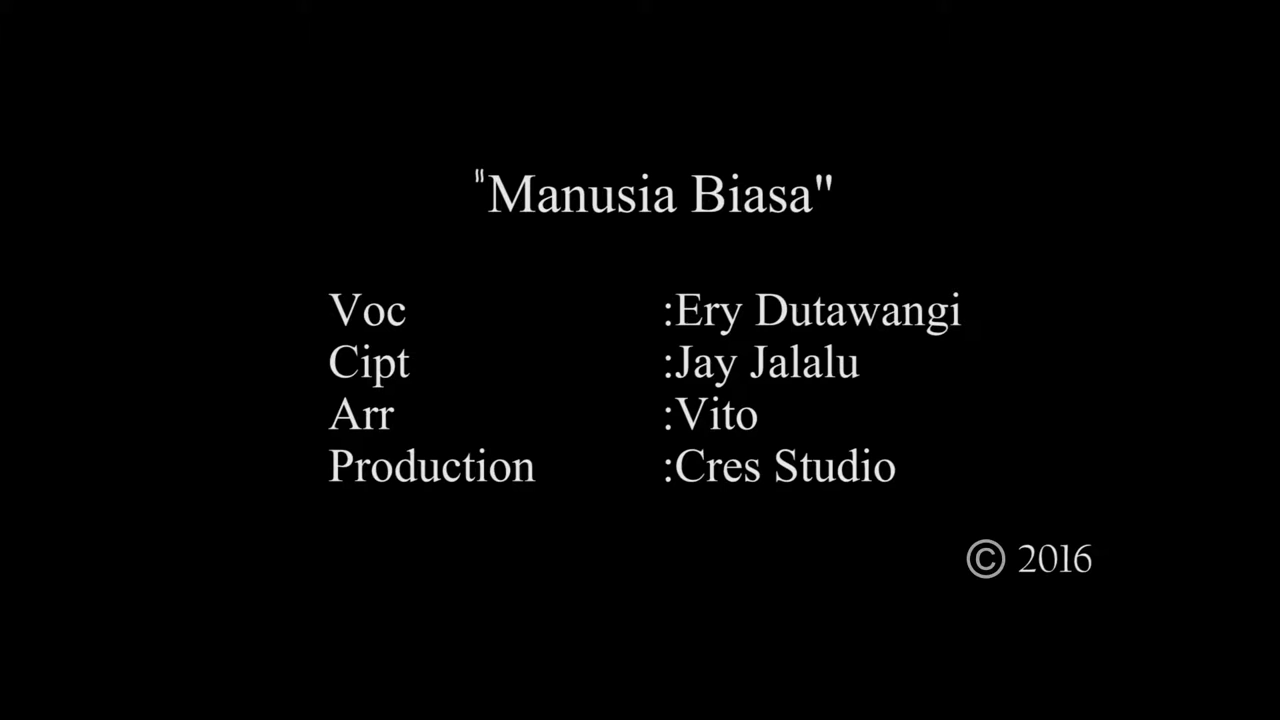 "Manusia Biasa"
Voc :Ery Dutawangi
Cipt :Jay Jalalu
Arr :Vito
Production :Cres Studio
© 2016